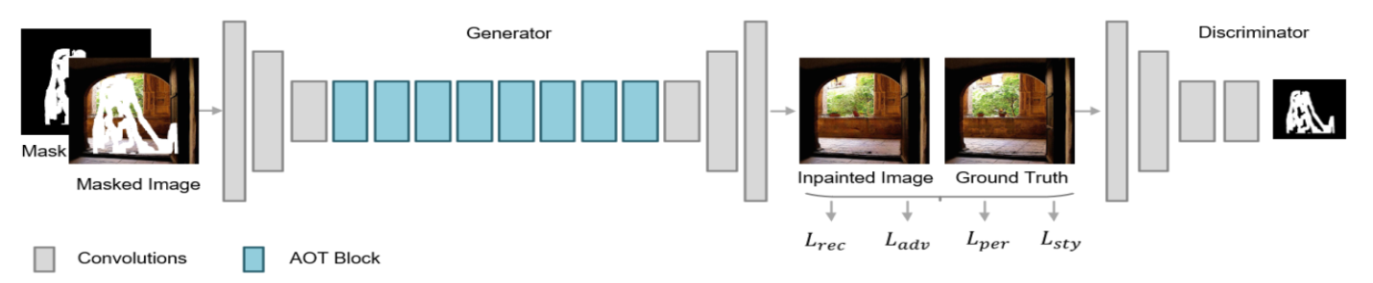 Generator
Discriminator
Mask
Masked Image
Inpainted Image
Ground Truth
L_rec
L_adv
L_per
L_sty
Convolutions
AOT Block